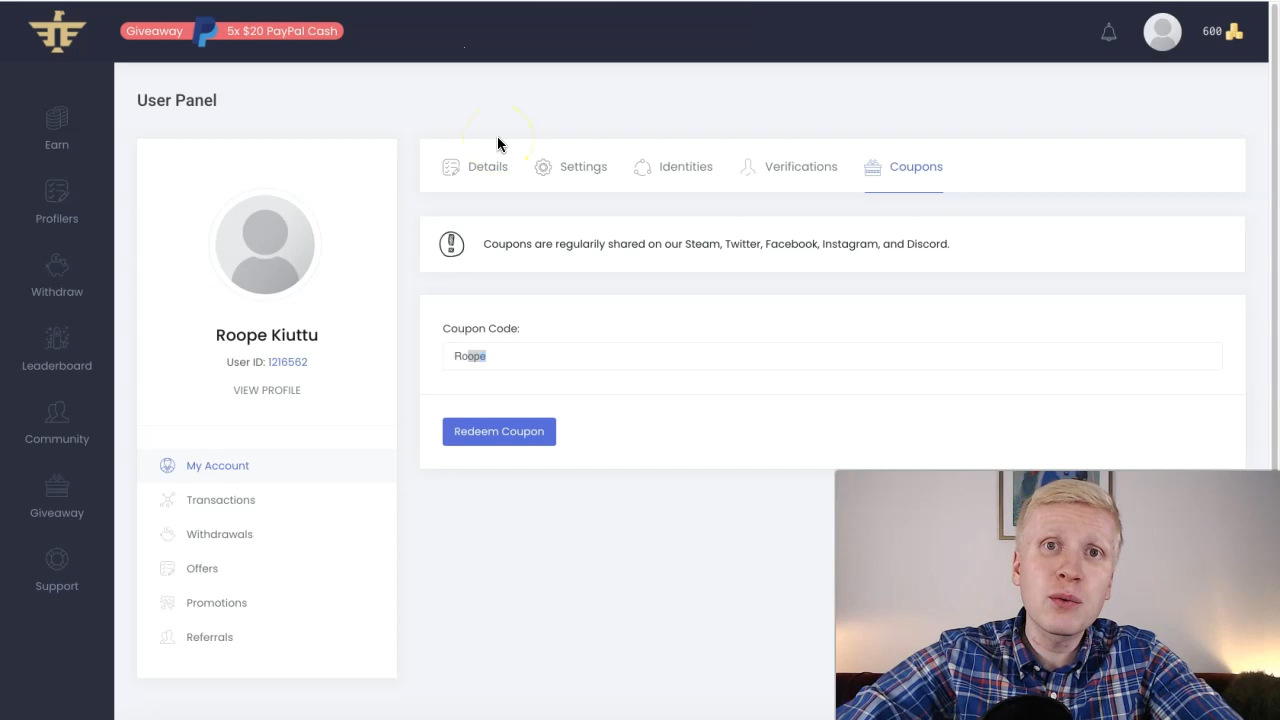 Giveaway 5x $20 PayPal Cash
600
Earn
Profilers
Withdraw
Leaderboard
Community
Giveaway
Support
User Panel
Roope Kiuttu
User ID: 1216562
VIEW PROFILE
My Account
Transactions
Withdrawals
Offers
Promotions
Referrals
Details Settings Identities Verifications Coupons
Coupons are regularily shared on our Steam, Twitter, Facebook, Instagram, and Discord.
Coupon Code:
Roope
Redeem Coupon